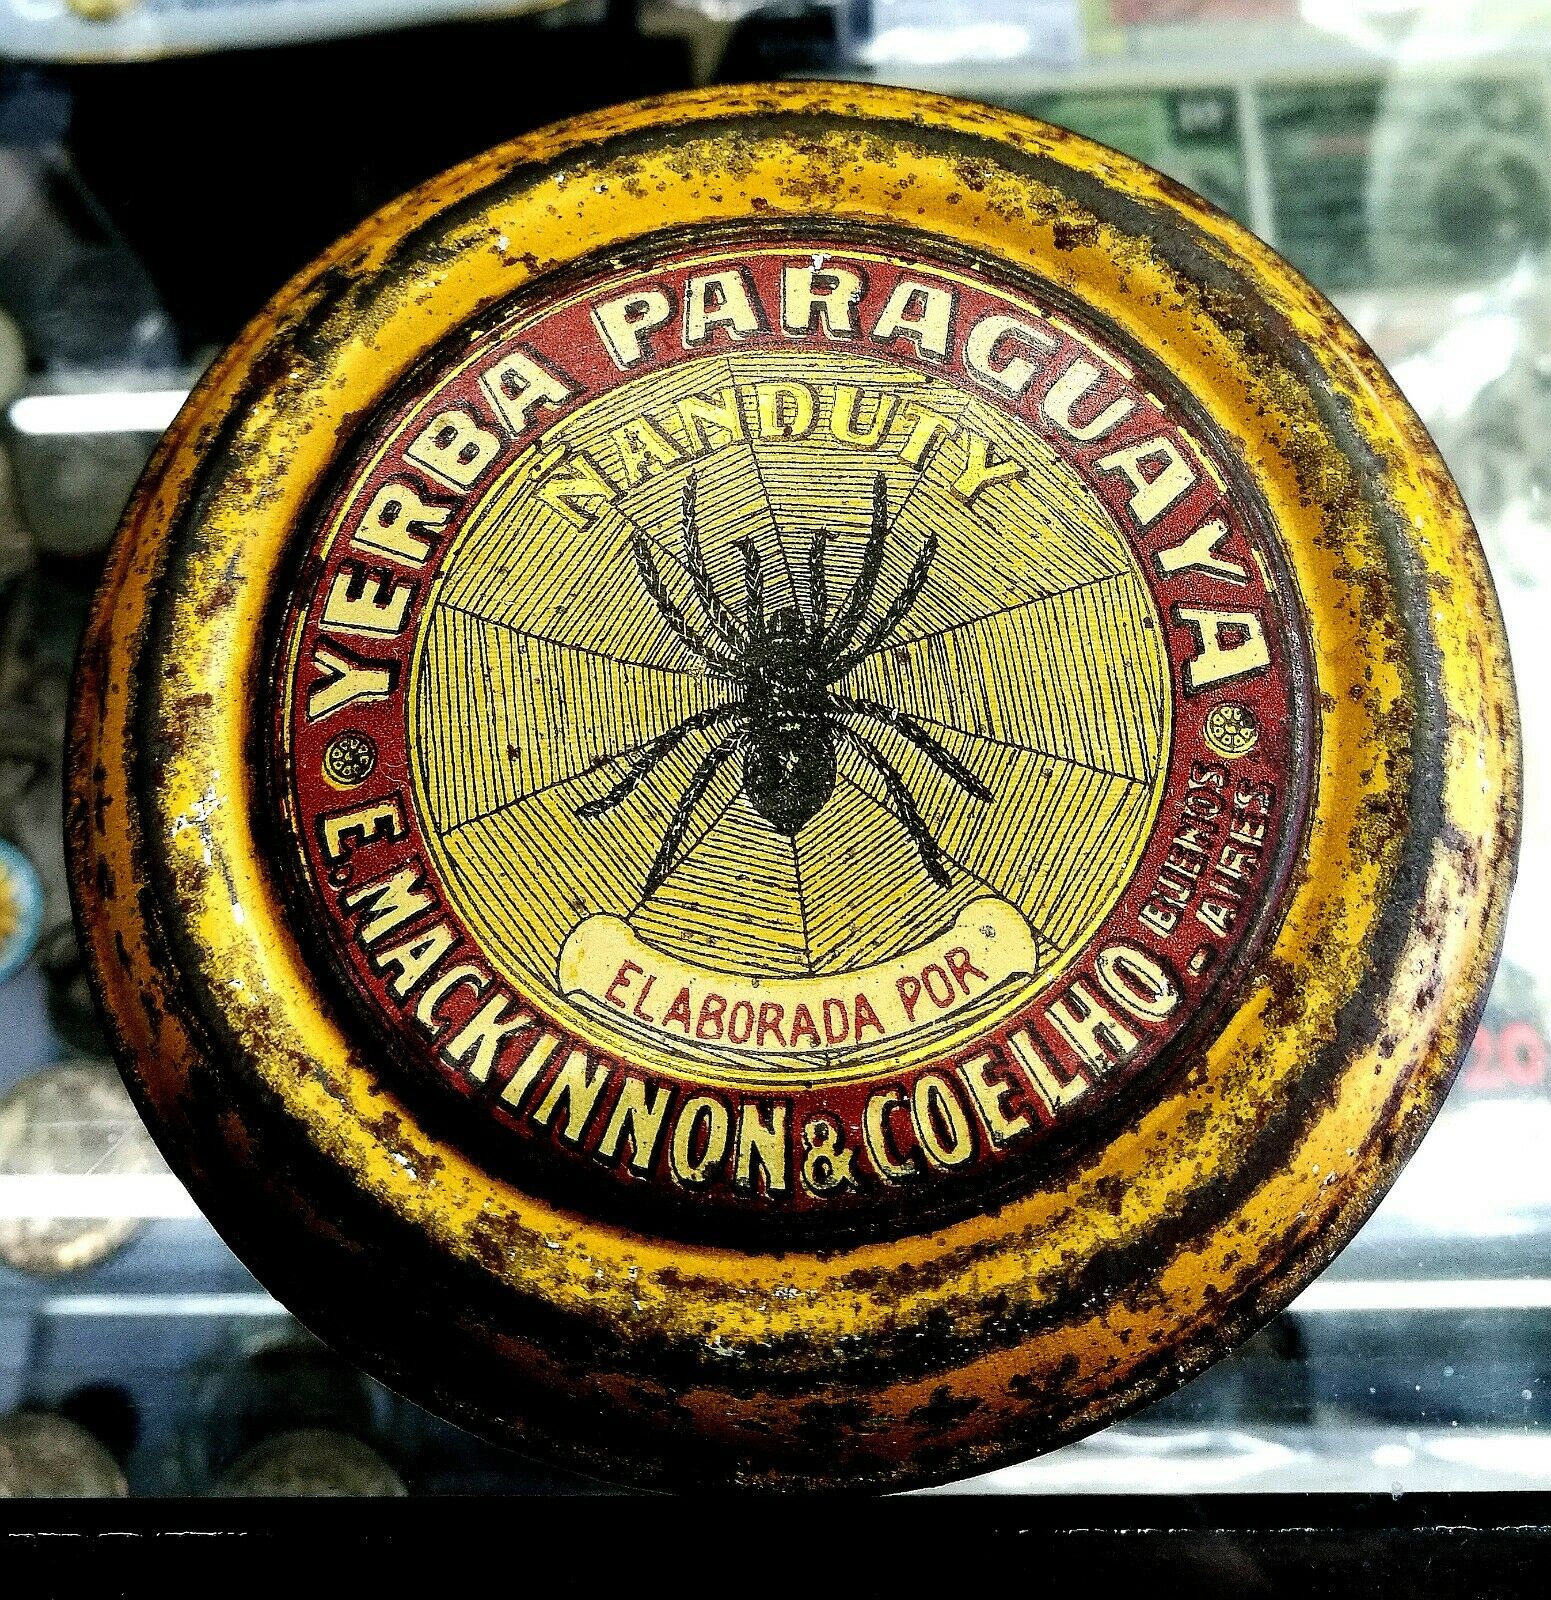 YERBA PARAGUAYA
ÑANDUTY
ELABORADA POR
E. MACKINNON & COELHO - BUENOS AIRES